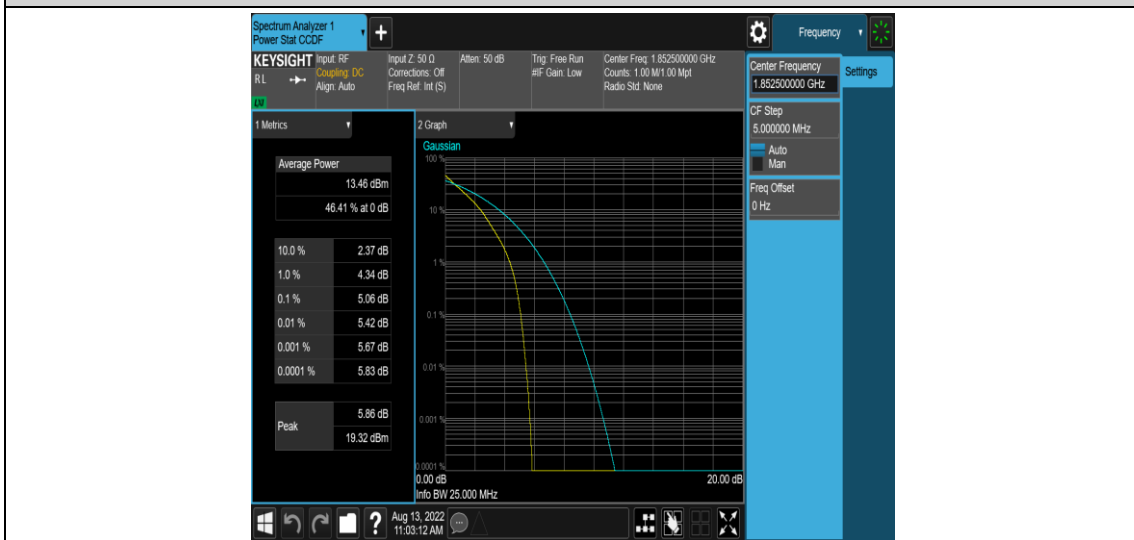 Spectrum Analyzer 1
Power Stat CCDF
+
Frequency
KEYSIGHT
RL
Input: RF
Coupling: DC
Align: Auto
Input Z: 50 Ω
Corrections: Off
Freq Ref: Int (S)
Atten: 50 dB
Trig: Free Run
#IF Gain: Low
Center Freq: 1.852500000 GHz
Counts: 1.00 M/1.00 Mpt
Radio Std: None
Center Frequency
1.852500000 GHz
Settings
CF Step
5.000000 MHz
Auto
Man
Freq Offset
0 Hz
1 Metrics
Average Power
13.46 dBm
46.41 % at 0 dB
10.0 % 2.37 dB
1.0 % 4.34 dB
0.1 % 5.06 dB
0.01 % 5.42 dB
0.001 % 5.67 dB
0.0001 % 5.83 dB
Peak
5.86 dB
19.32 dBm
2 Graph
Gaussian
100 %
10 %
1 %
0.1 %
0.01 %
0.001 %
0.0001 %
0.00 dB 20.00 dB
Info BW 25.000 MHz
?
Aug 13, 2022
11:03:12 AM